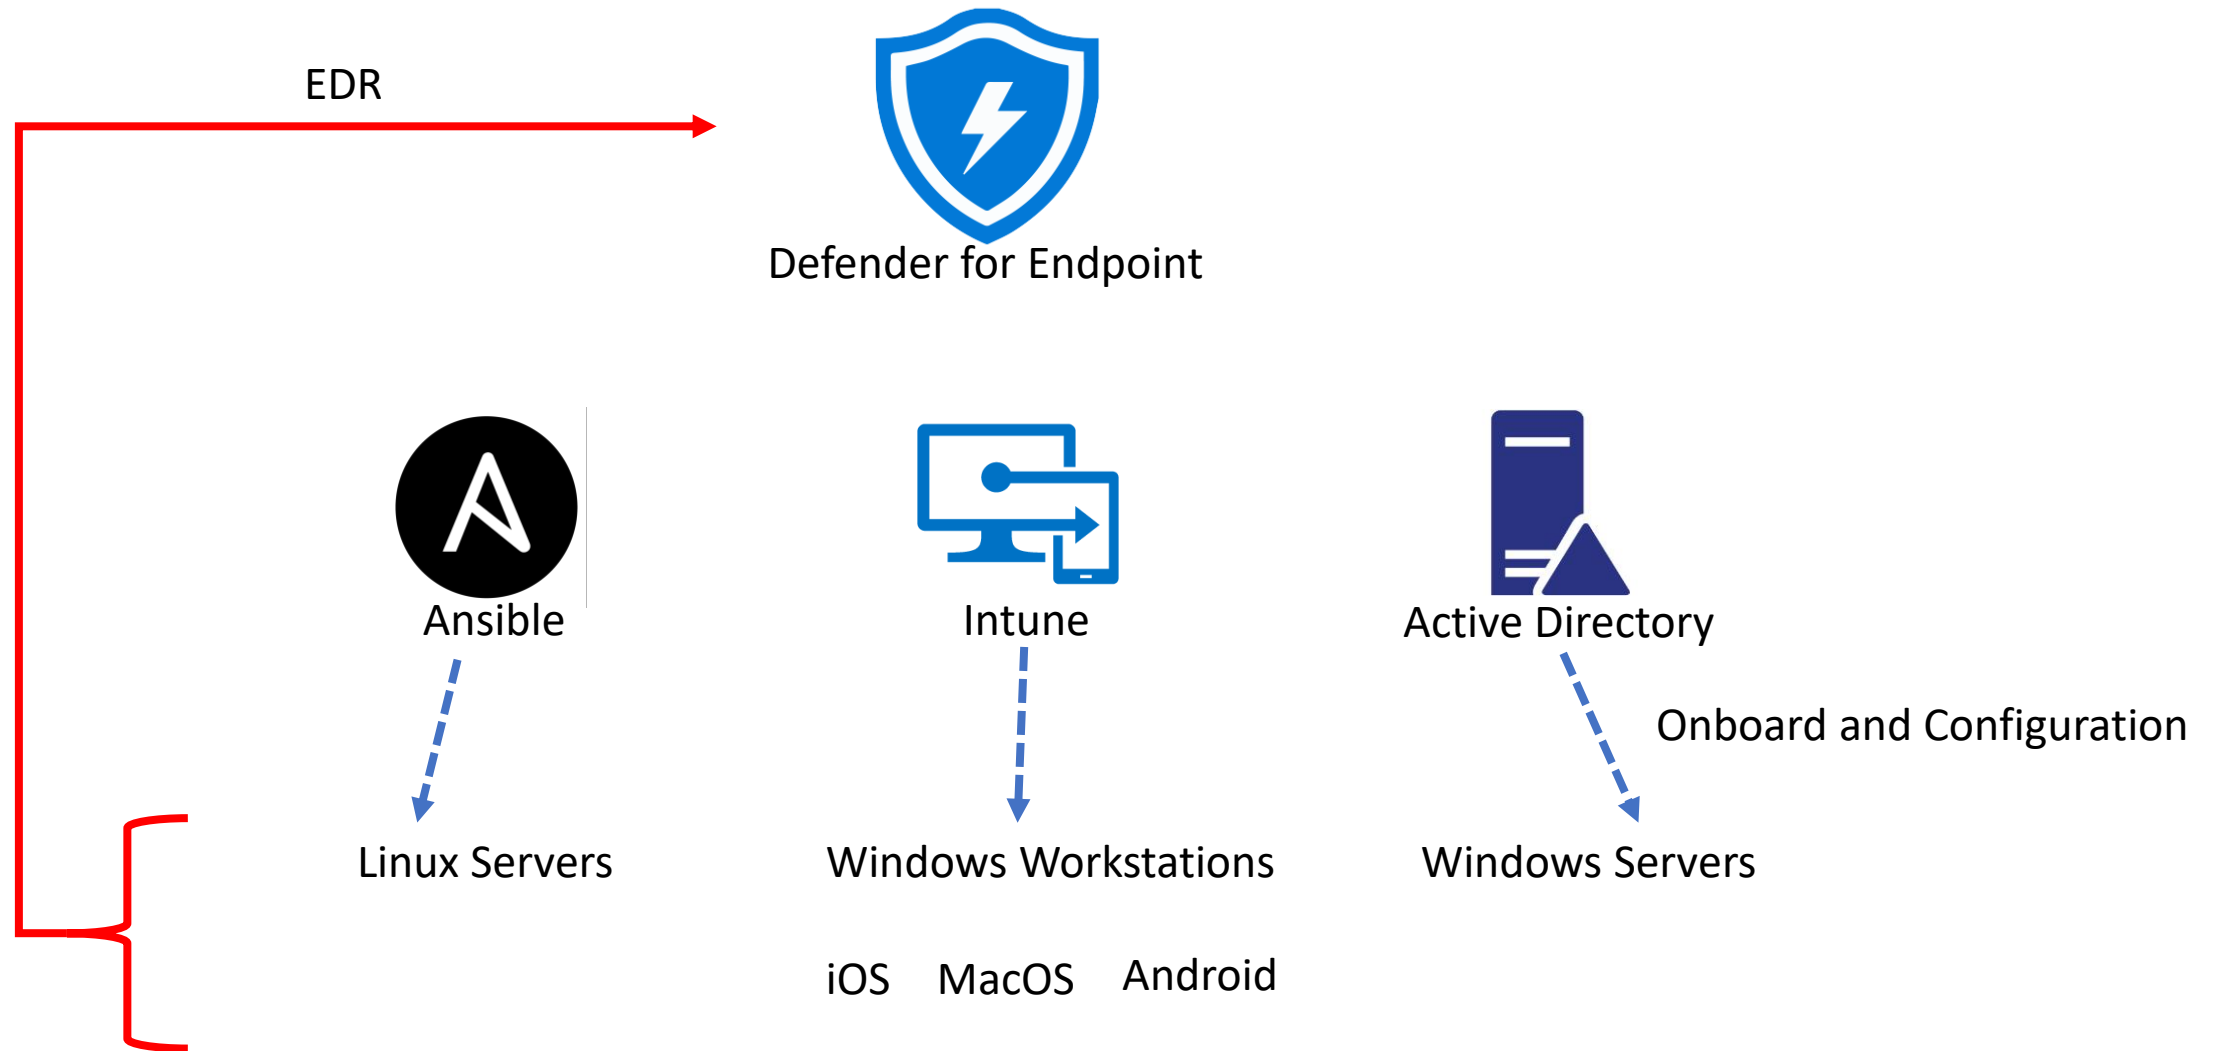 EDR
Defender for Endpoint
Ansible
Intune
Active Directory
Onboard and Configuration
Linux Servers
Windows Workstations
Windows Servers
iOS
MacOS
Android